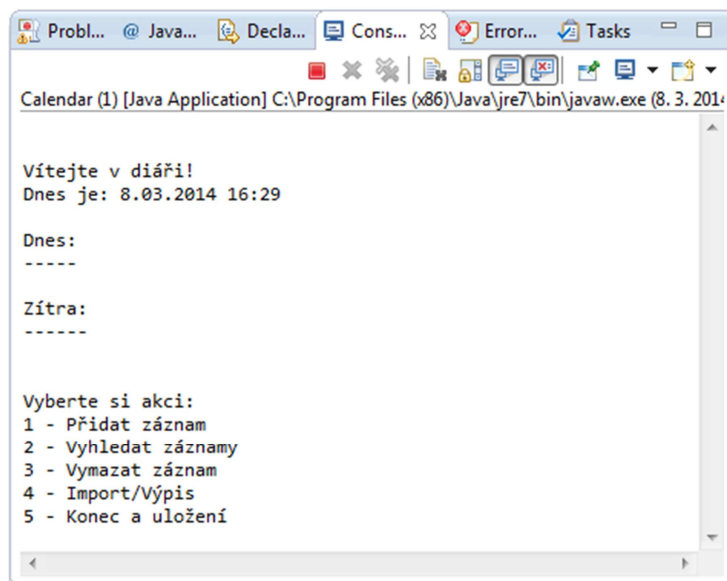 Probl... @ Java... Decla... Cons... Error... Tasks
Calendar (1) [Java Application] C:\Program Files (x86)\Java\jre7\bin\javaw.exe (8. 3. 2014
Vítejte v diáři!
Dnes je: 8.03.2014 16:29
Dnes:
-----
Zítra:
------
Vyberte si akci:
1 - Přidat záznam
2 - Vyhledat záznamy
3 - Vymazat záznam
4 - Import/Výpis
5 - Konec a uložení